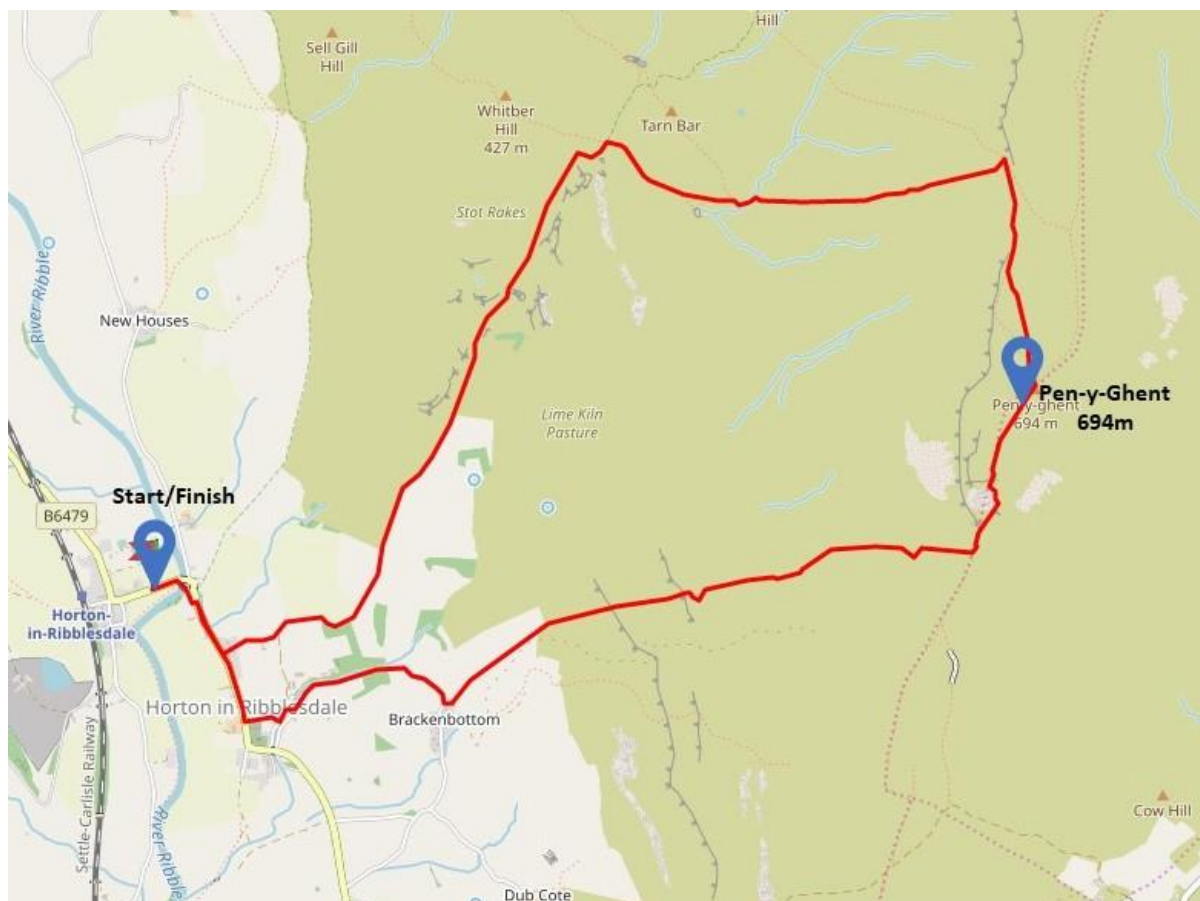 Hill
Sell Gill
Hill
Whitber
Hill
427 m
Tarn Bar
Stot Rakes
River Ribble
New Houses
Lime Kiln
Pasture
Pen-y-Ghent
694m
Pen-y-ghent
694 m
Start/Finish
B6479
Horton-
in-Ribblesdale
Horton in Ribblesdale
Brackenbottom
Settle-Carlisle Railway
River Ribble
Cow Hill
Dub Cote